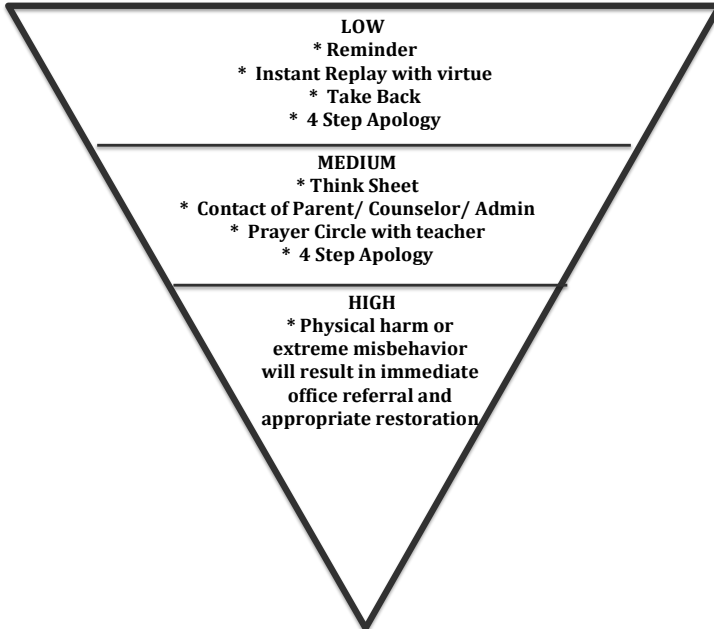 LOW
* Reminder
* Instant Replay with virtue
* Take Back
* 4 Step Apology
MEDIUM
* Think Sheet
* Contact of Parent/ Counselor/ Admin
* Prayer Circle with teacher
* 4 Step Apology
HIGH
* Physical harm or
extreme misbehavior
will result in immediate
office referral and
appropriate restoration